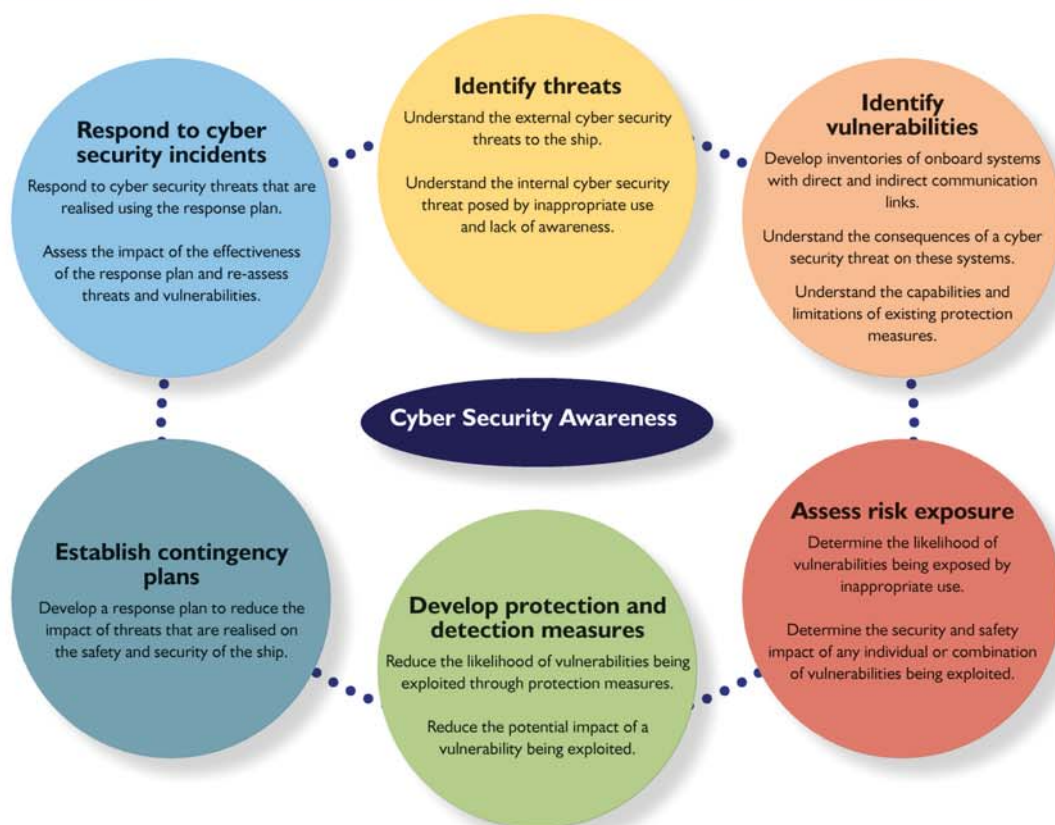 Identify threats
Understand the external cyber security
threats to the ship.
Understand the internal cyber security
threat posed by inappropriate use
and lack of awareness.
Identify
vulnerabilities
Develop inventories of onboard systems
with direct and indirect communication
links.
Understand the consequences of a cyber
security threat on these systems.
Understand the capabilities and
limitations of existing protection
measures.
Assess risk exposure
Determine the likelihood of
vulnerabilities being exposed by
inappropriate use.
Determine the security and safety
impact of any individual or combination
of vulnerabilities being exploited.
Develop protection and
detection measures
Reduce the likelihood of vulnerabilities being
exploited through protection measures.
Reduce the potential impact of a
vulnerability being exploited.
Establish contingency
plans
Develop a response plan to reduce the
impact of threats that are realised on
the safety and security of the ship.
Respond to cyber
security incidents
Respond to cyber security threats that are
realised using the response plan.
Assess the impact of the effectiveness
of the response plan and re-assess
threats and vulnerabilities.
Cyber Security Awareness